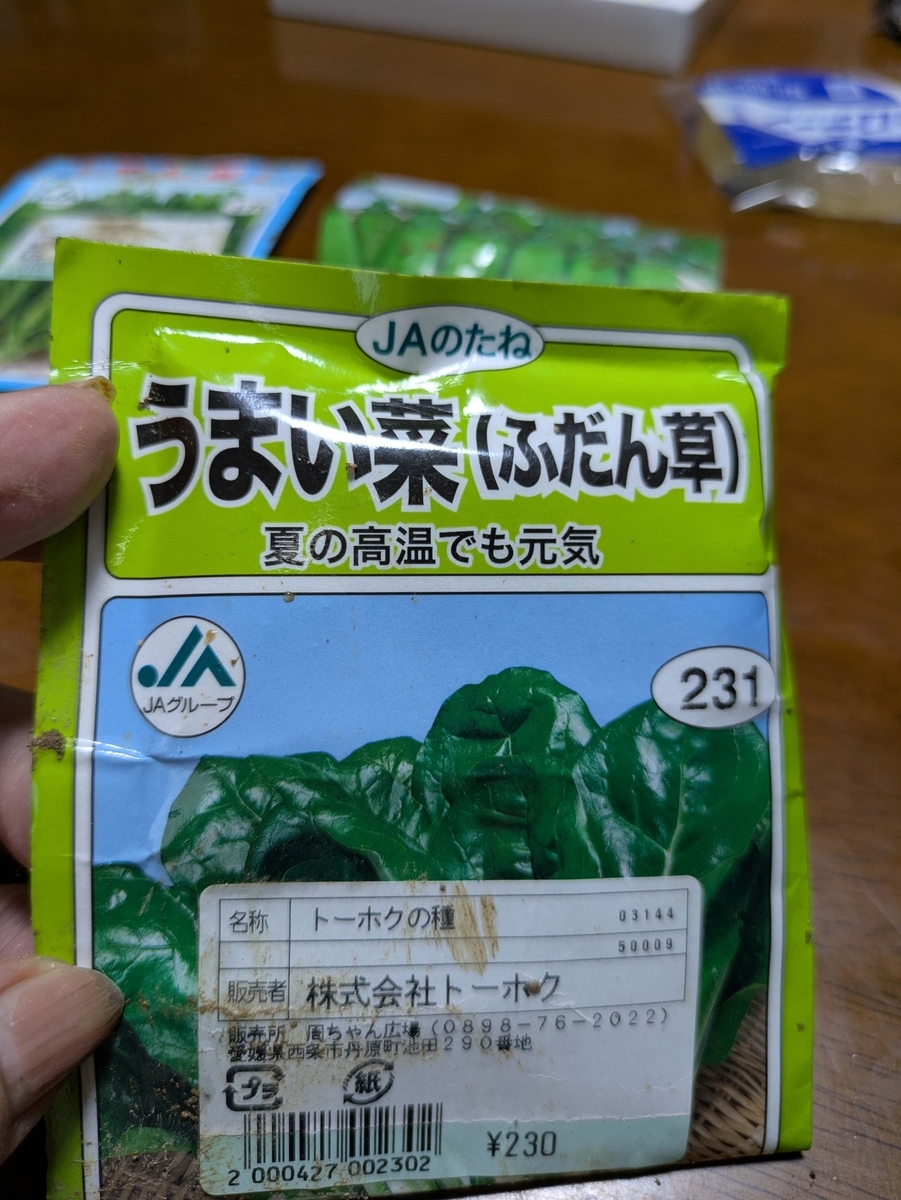 JAのたね
うまい菜(ふだん草)
夏の高温でも元気
JAグループ
231
名称 トーホクの種 03144
50009
販売者 株式会社トーホク
販売所 周ちゃん広場(0898-76-2022)
愛媛県西条市丹原町池田290番地
プラ 紙
2 000427 002302
¥230